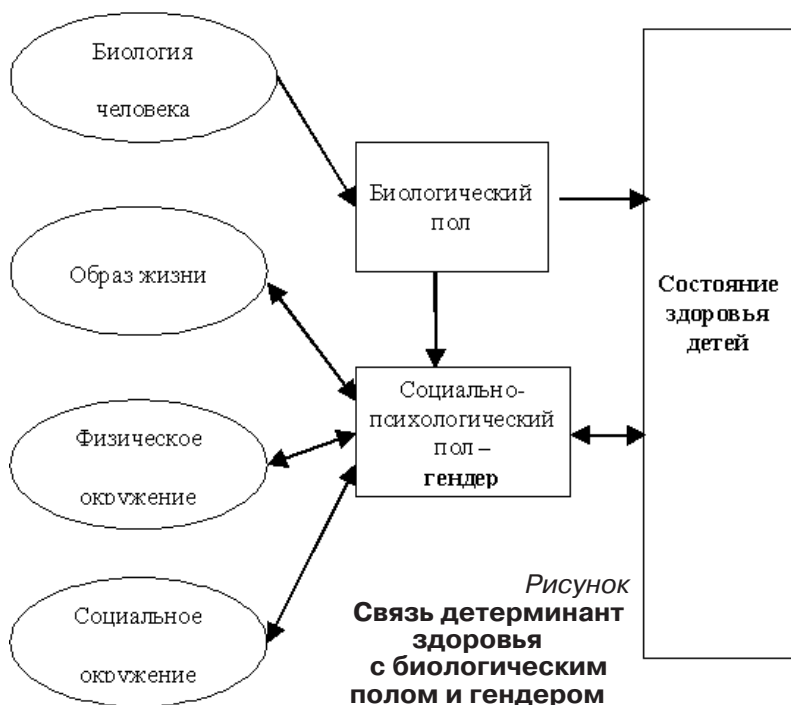 Биология
человека
Биологический
пол
Образ жизни
Состояние
здоровья
детей
Социально-
психологический
пол –
гендер
Физическое
окружение
Социальное
окружение
Рисунок
Связь детерминант
здоровья
с биологическим
полом и гендером